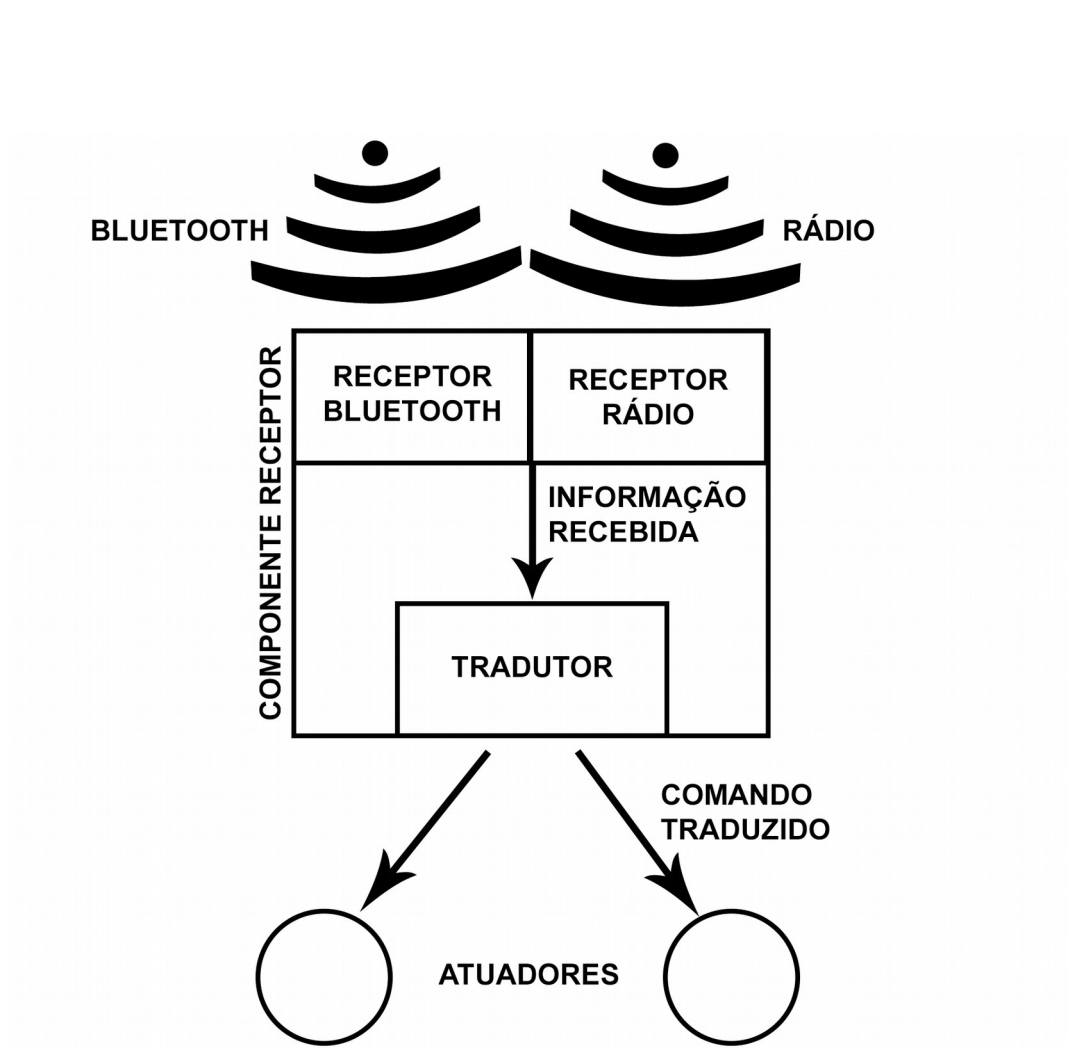 BLUETOOTH
RÁDIO
COMPONENTE RECEPTOR
RECEPTOR
BLUETOOTH
RECEPTOR
RÁDIO
INFORMAÇÃO
RECEBIDA
TRADUTOR
COMANDO
TRADUZIDO
ATUADORES